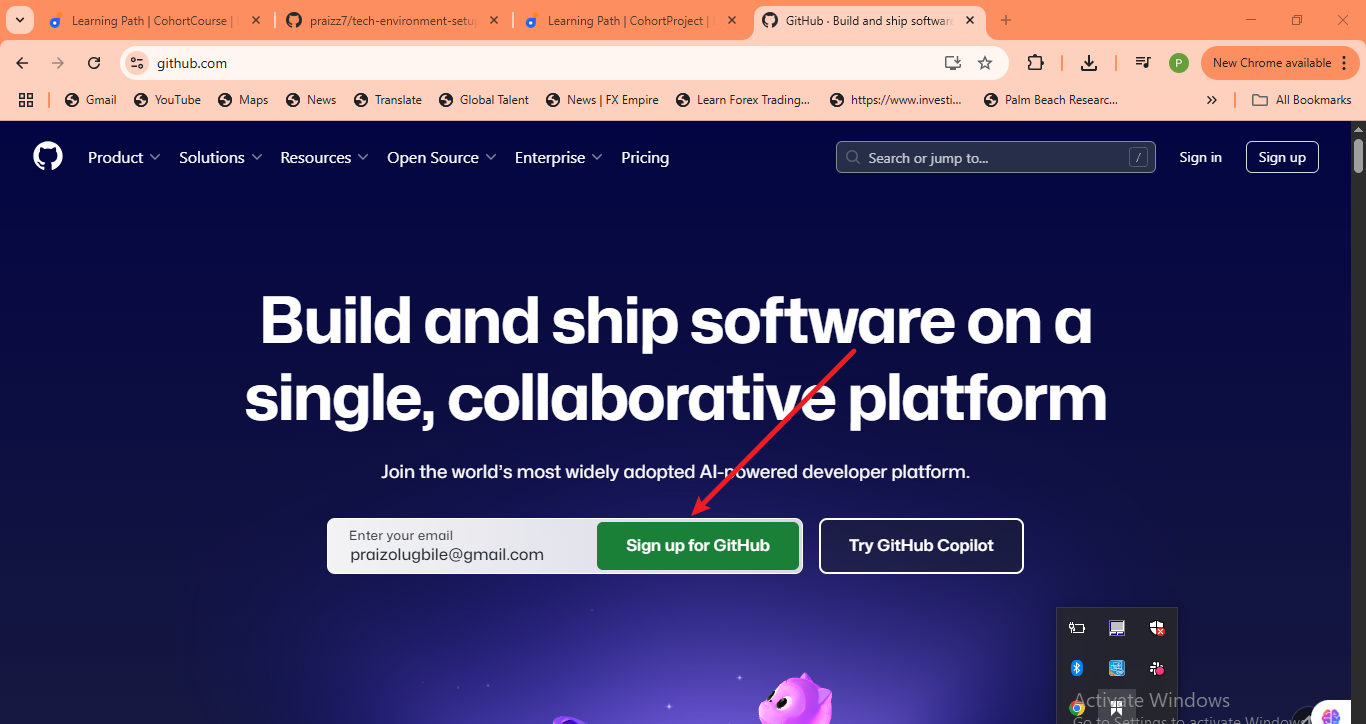 Learning Path | CohortCourse |
praizz7/tech-environment-setu
Learning Path | CohortProject |
GitHub · Build and ship software
github.com
New Chrome available
Gmail
YouTube
Maps
News
Translate
Global Talent
News | FX Empire
Learn Forex Trading...
https://www.investi...
Palm Beach Researc...
All Bookmarks
Product
Solutions
Resources
Open Source
Enterprise
Pricing
Search or jump to...
/
Sign in
Sign up
Build and ship software on a
single, collaborative platform
Join the world's most widely adopted AI-powered developer platform.
Enter your email
praizolugbile@gmail.com
Sign up for GitHub
Try GitHub Copilot
Activate Windows
Go to Settings to activate Windows
P